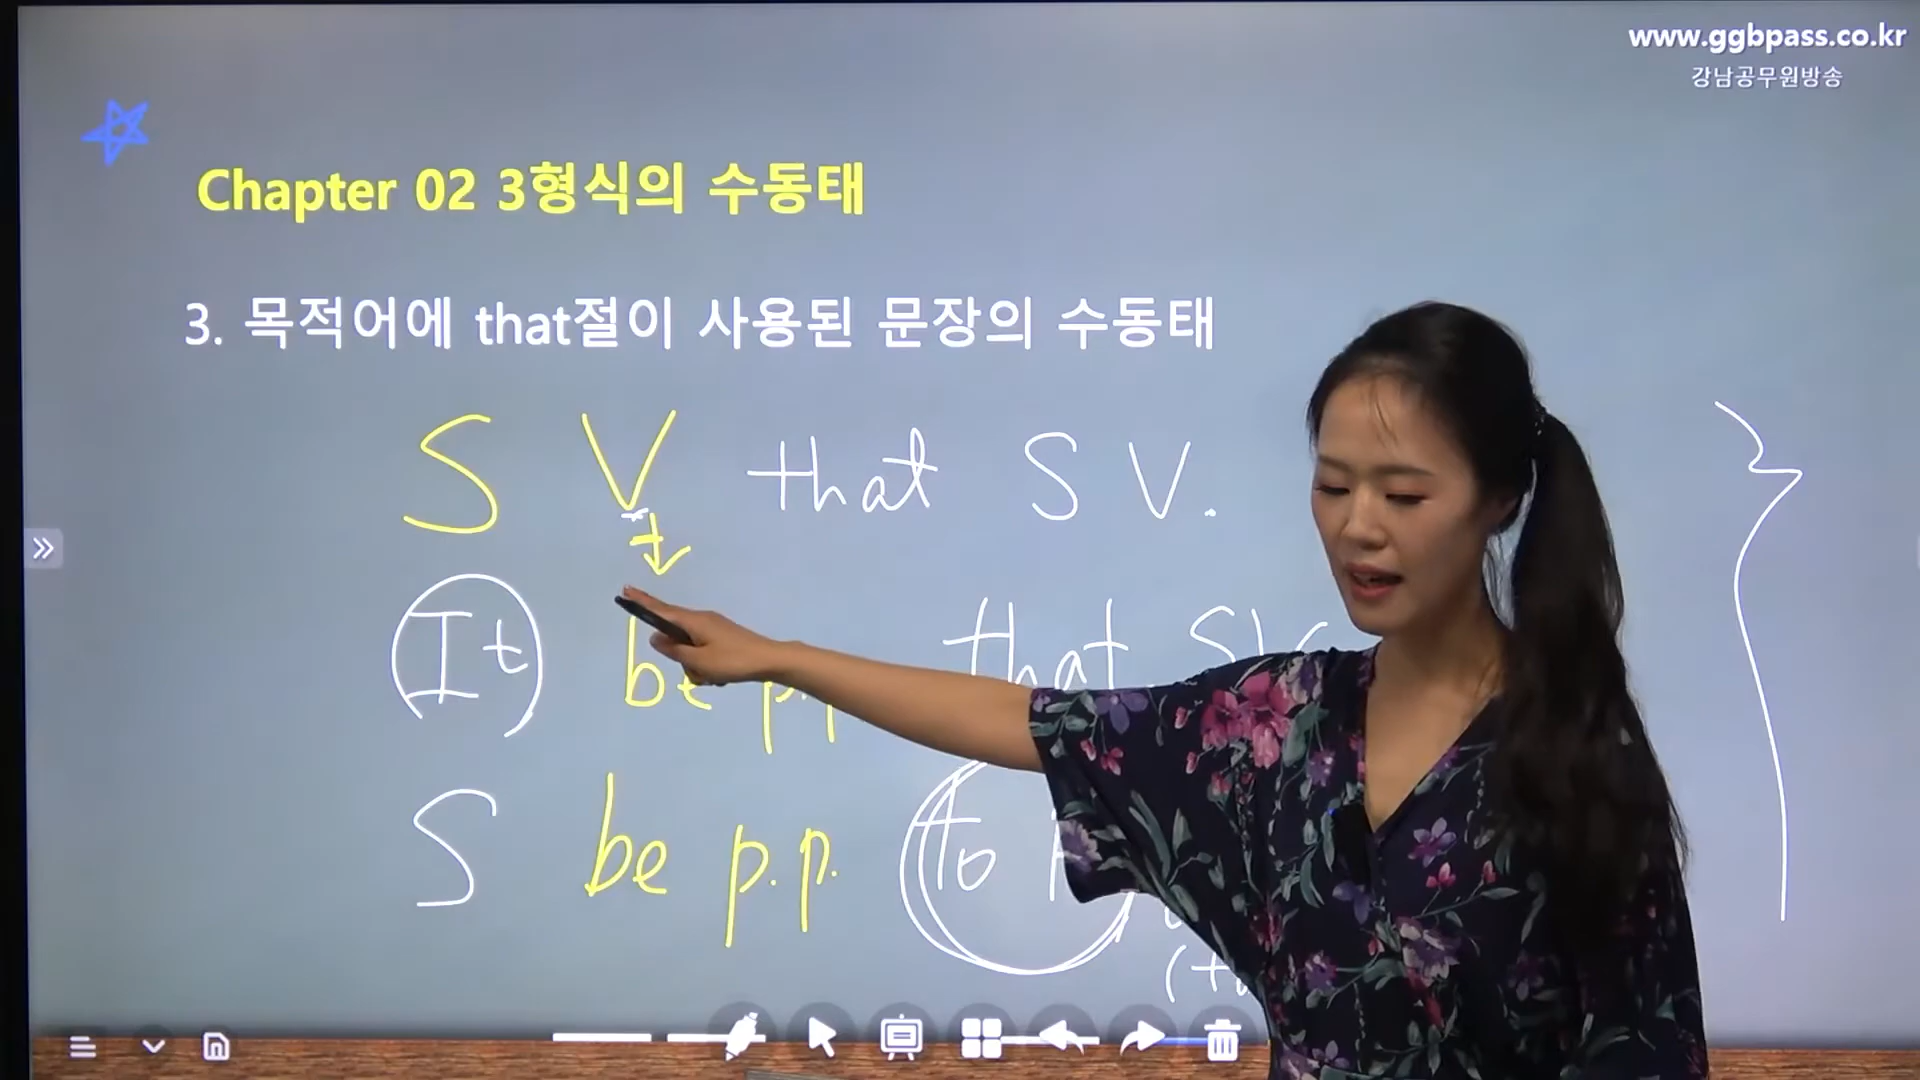 www.ggbpass.co.kr
강남공무원방송
Chapter 02 3형식의 수동태
3. 목적어에 that절이 사용된 문장의 수동태
S V that S V.
It be p.p that SV
S be p.p. to